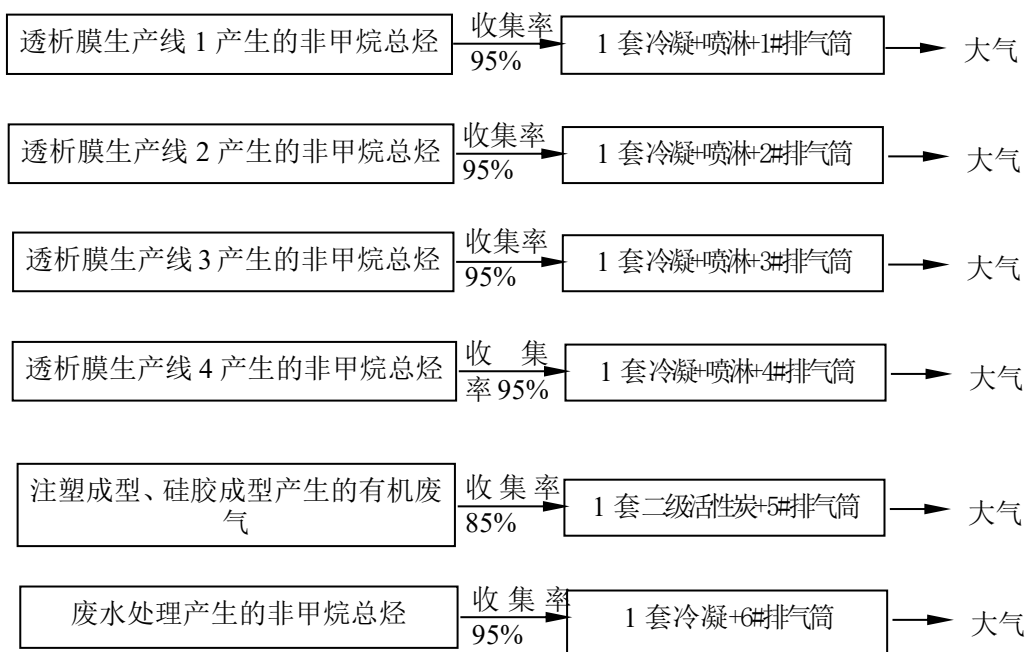 透析膜生产线 1 产生的非甲烷总烃
收集率
95%
1 套冷凝+喷淋+1#排气筒
大气
透析膜生产线 2 产生的非甲烷总烃
收集率
95%
1 套冷凝+喷淋+2#排气筒
大气
透析膜生产线 3 产生的非甲烷总烃
收集率
95%
1 套冷凝+喷淋+3#排气筒
大气
透析膜生产线 4 产生的非甲烷总烃
收 集
率 95%
1 套冷凝+喷淋+4#排气筒
大气
注塑成型、硅胶成型产生的有机废
气
收 集 率
85%
1 套二级活性炭+5#排气筒
大气
废水处理产生的非甲烷总烃
收 集 率
95%
1 套冷凝+6#排气筒
大气